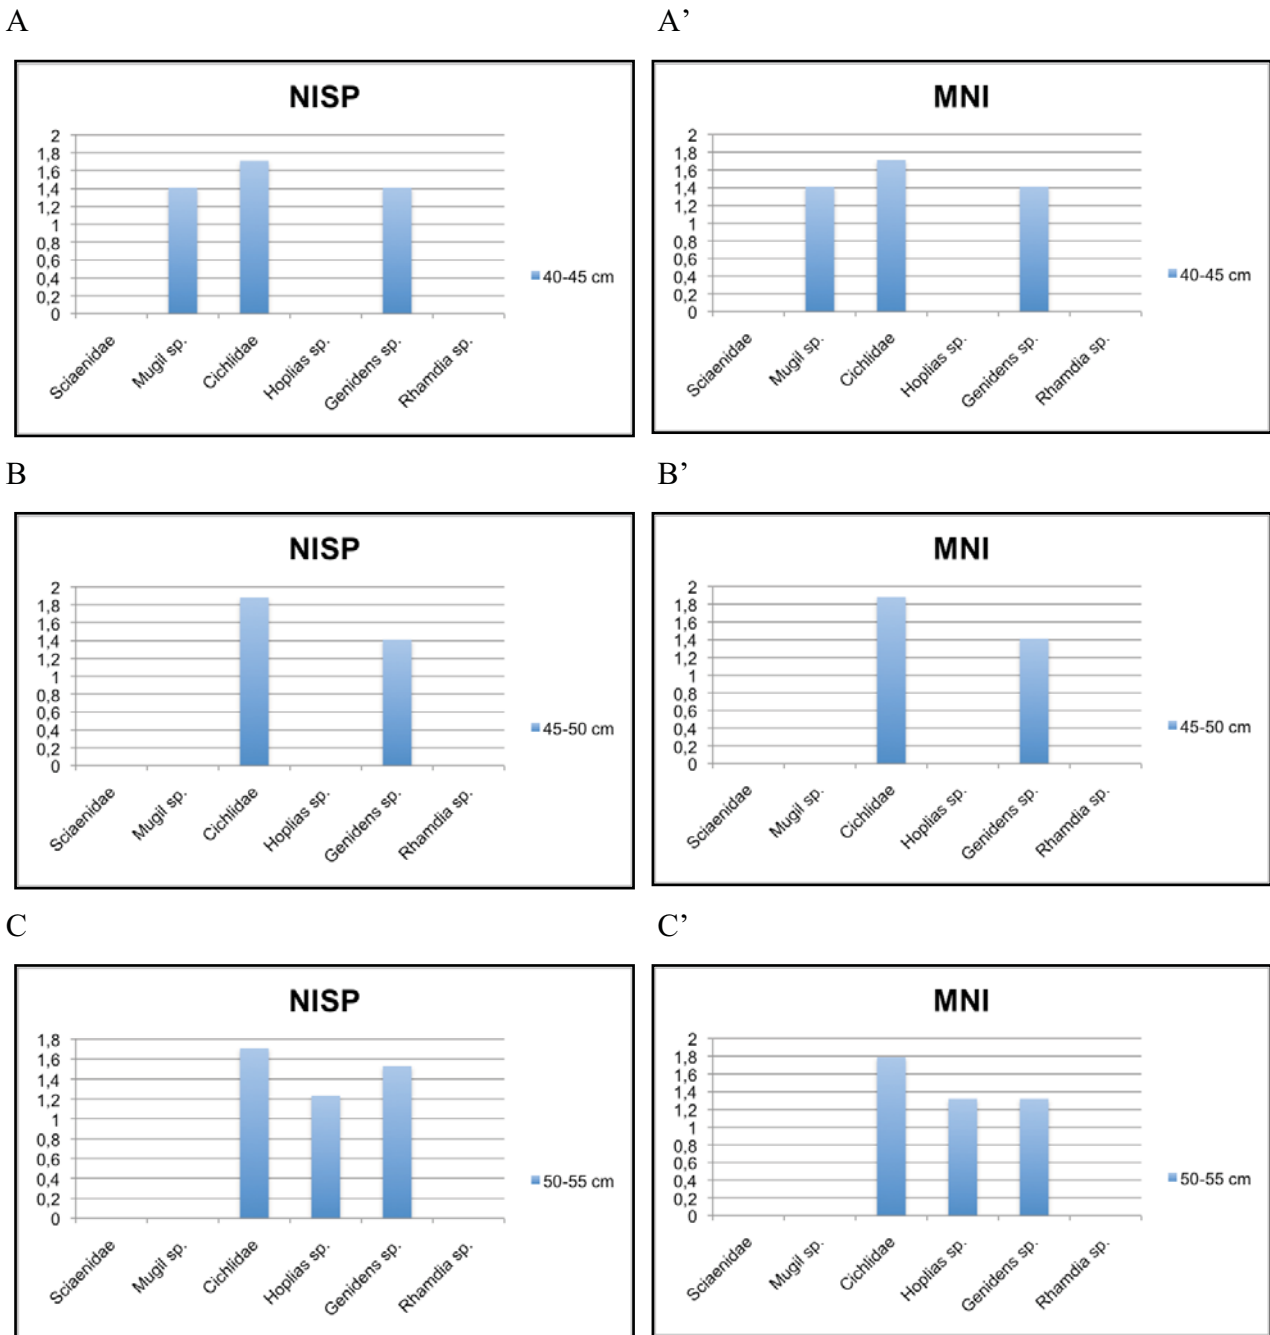 A
NISP
2
1,8
1,6
1,4
1,2
1
0,8
0,6
0,4
0,2
0
Sciaenidae
Mugil sp.
Cichlidae
Hoplias sp.
Genidens sp.
Rhamdia sp.
40-45 cm
A’
MNI
2
1,8
1,6
1,4
1,2
1
0,8
0,6
0,4
0,2
0
Sciaenidae
Mugil sp.
Cichlidae
Hoplias sp.
Genidens sp.
Rhamdia sp.
40-45 cm
B
NISP
2
1,8
1,6
1,4
1,2
1
0,8
0,6
0,4
0,2
0
Sciaenidae
Mugil sp.
Cichlidae
Hoplias sp.
Genidens sp.
Rhamdia sp.
45-50 cm
B’
MNI
2
1,8
1,6
1,4
1,2
1
0,8
0,6
0,4
0,2
0
Sciaenidae
Mugil sp.
Cichlidae
Hoplias sp.
Genidens sp.
Rhamdia sp.
45-50 cm
C
NISP
1,8
1,6
1,4
1,2
1
0,8
0,6
0,4
0,2
0
Sciaenidae
Mugil sp.
Cichlidae
Hoplias sp.
Genidens sp.
Rhamdia sp.
50-55 cm
C’
MNI
2
1,8
1,6
1,4
1,2
1
0,8
0,6
0,4
0,2
0
Sciaenidae
Mugil sp.
Cichlidae
Hoplias sp.
Genidens sp.
Rhamdia sp.
50-55 cm